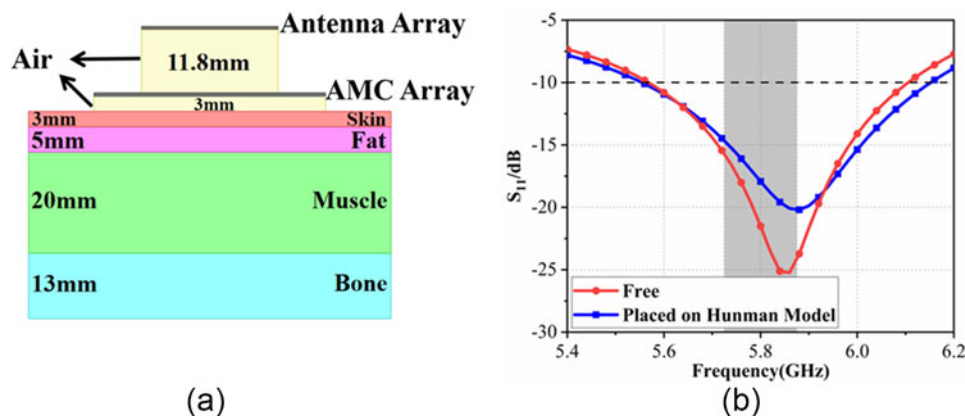 Antenna Array
Air
11.8mm
AMC Array
3mm
3mm
Skin
5mm
Fat
20mm
Muscle
13mm
Bone
(a)
-5
-10
-15
-20
-25
-30
S11/dB
Free
Placed on Hunman Model
5.4
5.6
5.8
6.0
6.2
Frequency(GHz)
(b)